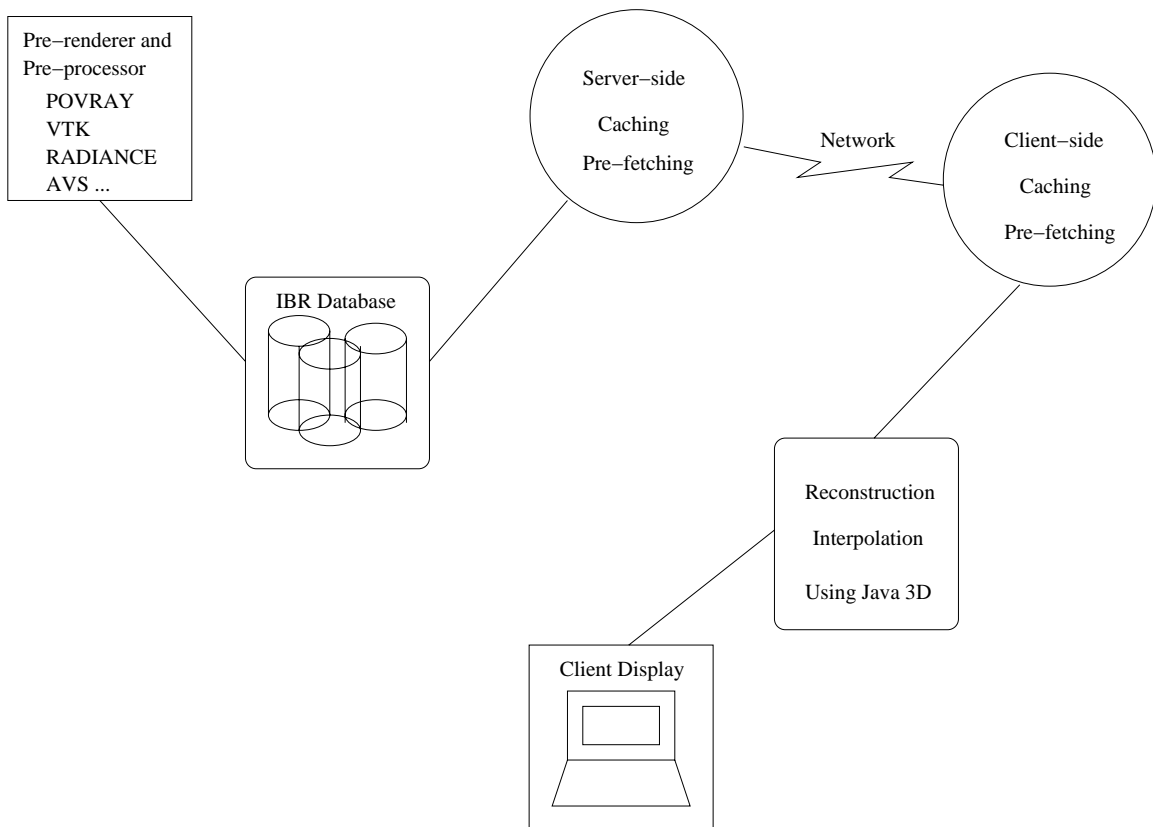 Pre−renderer and
Pre−processor
POVRAY
VTK
RADIANCE
AVS ...
IBR Database
Server−side
Caching
Pre−fetching
Network
Client−side
Caching
Pre−fetching
Reconstruction
Interpolation
Using Java 3D
Client Display